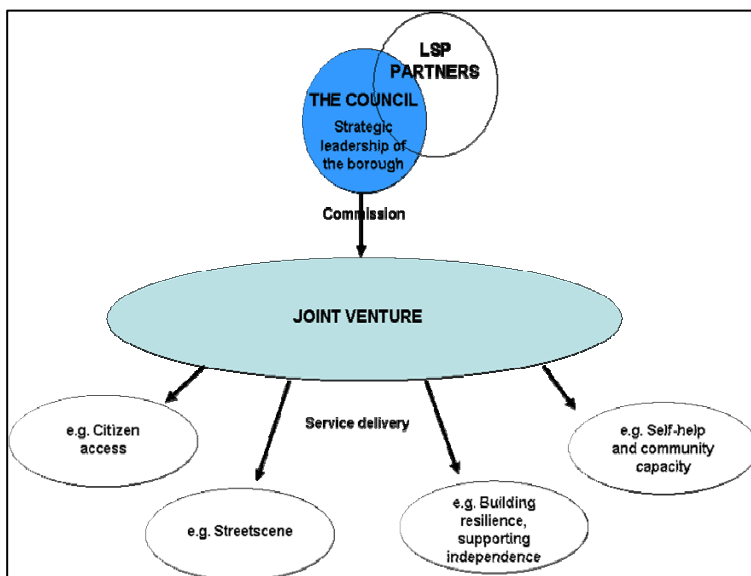 LSP
PARTNERS
THE COUNCIL
Strategic
leadership of
the borough
Commission
JOINT VENTURE
e.g. Citizen
access
Service delivery
e.g. Self-help
and community
capacity
e.g. Streetscene
e.g. Building
resilience,
supporting
independence